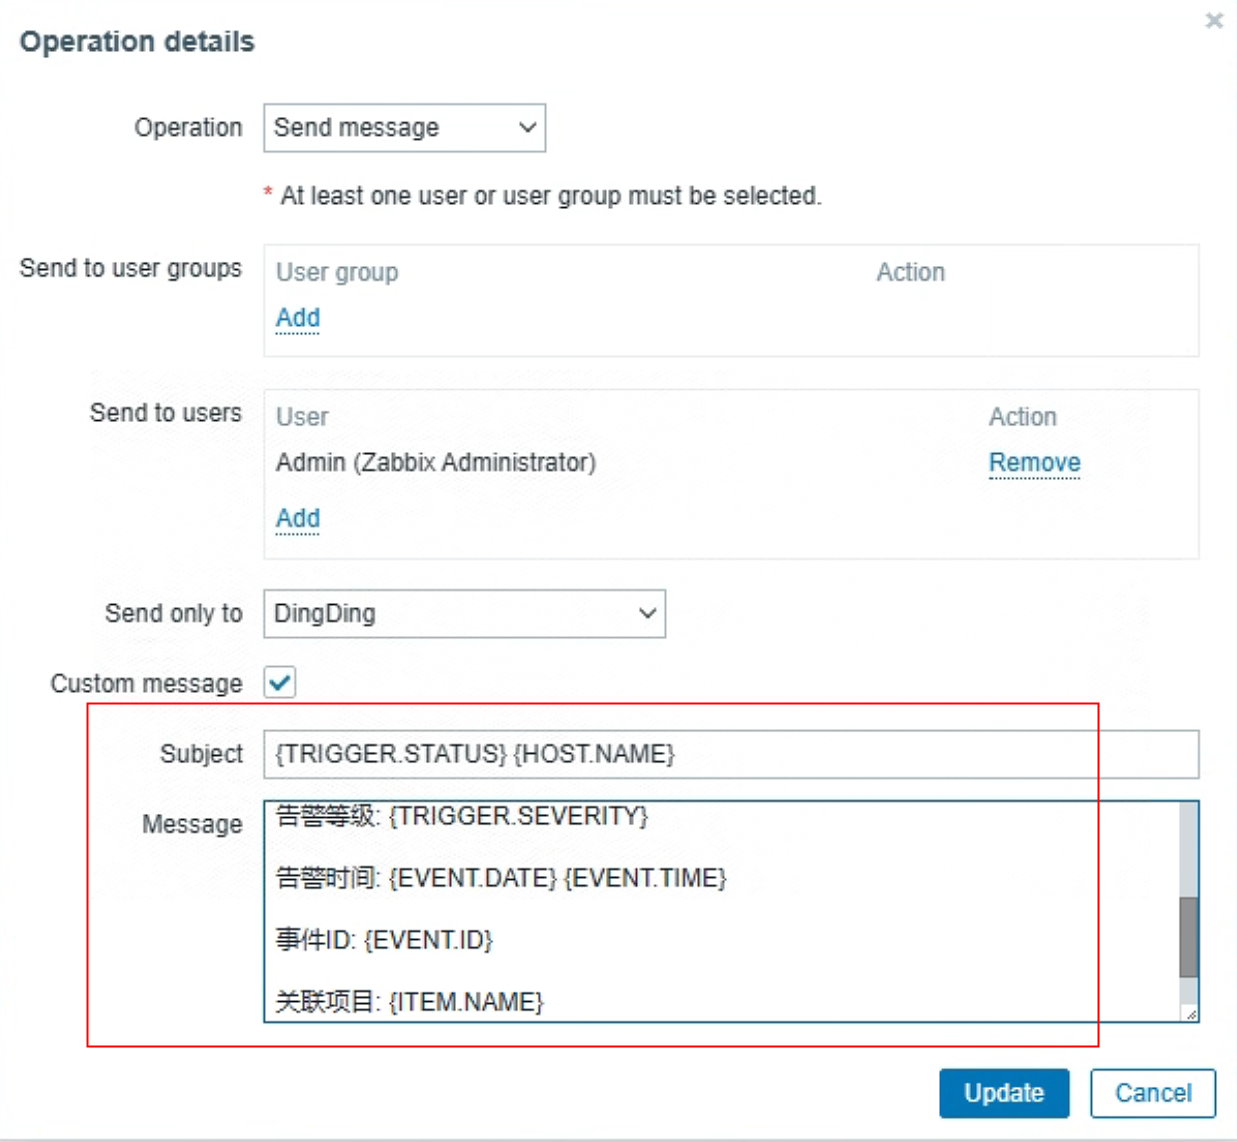 Operation details
Operation Send message
* At least one user or user group must be selected.
Send to user groups User group Action
Add
Send to users User Action
Admin (Zabbix Administrator) Remove
Add
Send only to DingDing
Custom message
Subject {TRIGGER.STATUS} {HOST.NAME}
Message 告警等级: {TRIGGER.SEVERITY}
告警时间: {EVENT.DATE} {EVENT.TIME}
事件ID: {EVENT.ID}
关联项目: {ITEM.NAME}
Update Cancel